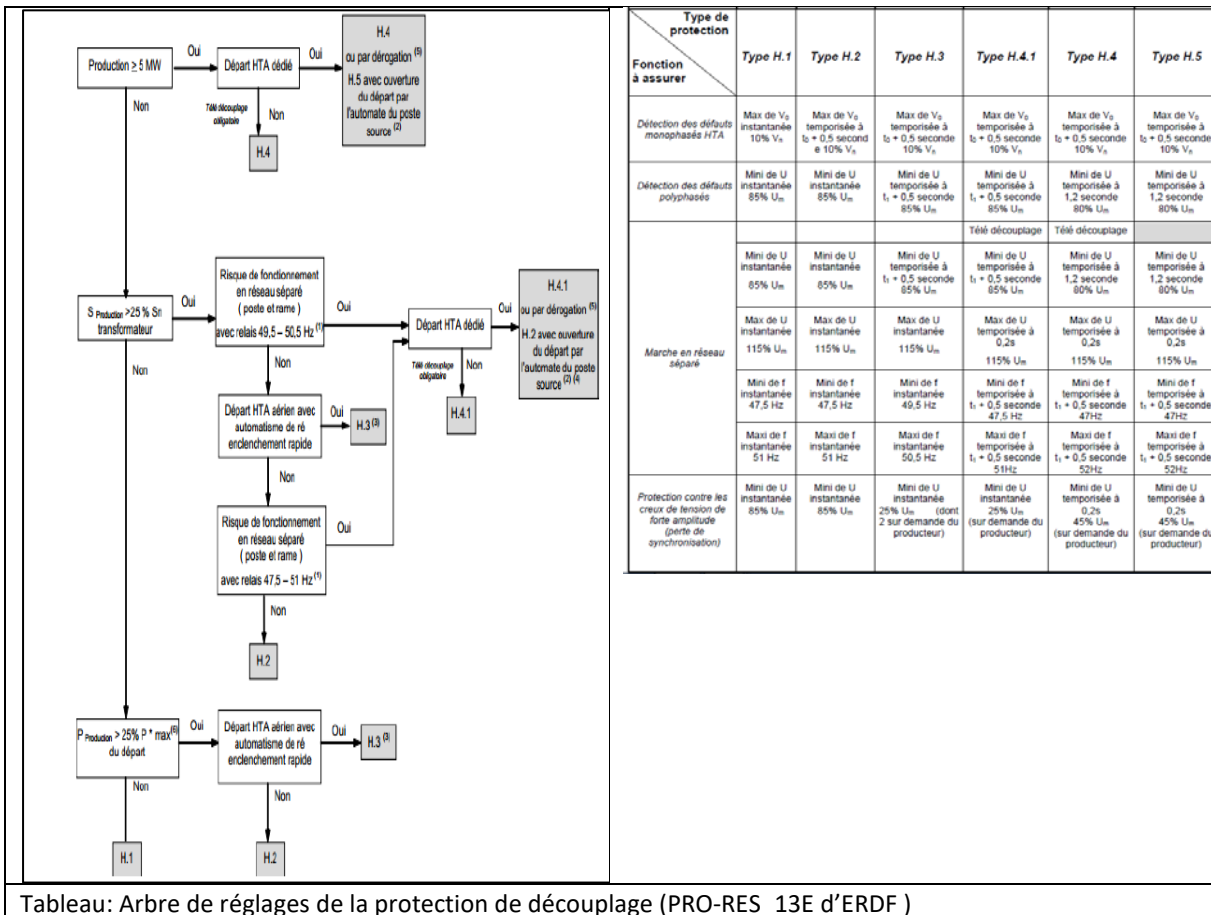 Production ≥ 5 MW
Oui
Départ HTA dédié
Oui
H.4
ou par dérogation (5)
H.5 avec ouverture
du départ par
l'automate du poste
source (2)
Non
Télé découplage
obligatoire
Non
H.4
S Production >25 % Sn
transformateur
Oui
Risque de fonctionnement
en réseau séparé
( poste et rame )
avec relais 49,5 – 50,5 Hz (1)
Oui
Départ HTA dédié
Oui
H.4.1
ou par dérogation (5)
H.2 avec ouverture
du départ par
l'automate du poste
source (2) (4)
Non
Non
Télé découplage
obligatoire
Non
H.4.1
Départ HTA aérien avec
automatisme de ré
enclenchement rapide
Oui
H.3 (3)
Non
Risque de fonctionnement
en réseau séparé
( poste et rame )
avec relais 47,5 – 51 Hz (1)
Oui
Non
H.2
P Production > 25% P * max(6)
du départ
Oui
Départ HTA aérien avec
automatisme de ré
enclenchement rapide
Oui
H.3 (3)
Non
Non
H.1
H.2
Type de
protection
Fonction
à assurer
Type H.1
Type H.2
Type H.3
Type H.4.1
Type H.4
Type H.5
Détection des défauts
monophasés HTA
Max de V0
instantanée
10% Vn
Max de V0
temporisée à
t0 + 0,5 second
e 10% Vn
Max de V0
temporisée à
t0 + 0,5 seconde
10% Vn
Max de V0
temporisée à
t0 + 0,5 seconde
10% Vn
Max de V0
temporisée à
t0 + 0,5 seconde
10% Vn
Max de V0
temporisée à
t0 + 0,5 seconde
10% Vn
Détection des défauts
polyphasés
Mini de U
instantanée
85% Um
Mini de U
instantanée
85% Um
Mini de U
temporisée à
t1 + 0,5 seconde
85% Um
Mini de U
temporisée à
t1 + 0,5 seconde
85% Um
Mini de U
temporisée à
1,2 seconde
80% Um
Mini de U
temporisée à
1,2 seconde
80% Um
Marche en réseau
séparé
Télé découplage
Télé découplage
Mini de U
instantanée
85% Um
Mini de U
instantanée
85% Um
Mini de U
temporisée à
t1 + 0,5 seconde
85% Um
Mini de U
temporisée à
t1 + 0,5 seconde
85% Um
Mini de U
temporisée à
1,2 seconde
80% Um
Mini de U
temporisée à
1,2 seconde
80% Um
Max de U
instantanée
115% Um
Max de U
instantanée
115% Um
Max de U
instantanée
115% Um
Max de U
temporisée à
0,2s
115% Um
Max de U
temporisée à
0,2s
115% Um
Max de U
temporisée à
0,2s
115% Um
Mini de f
instantanée
47,5 Hz
Mini de f
instantanée
47,5 Hz
Mini de f
instantanée
49,5 Hz
Mini de f
temporisée à
t1 + 0,5 seconde
47,5 Hz
Mini de f
temporisée à
t1 + 0,5 seconde
47Hz
Mini de f
temporisée à
t1 + 0,5 seconde
47Hz
Maxi de f
instantanée
51 Hz
Maxi de f
instantanée
51 Hz
Maxi de f
instantanée
50,5 Hz
Maxi de f
temporisée à
t1 + 0,5 seconde
51Hz
Maxi de f
temporisée à
t1 + 0,5 seconde
52Hz
Maxi de f
temporisée à
t1 + 0,5 seconde
52Hz
Protection contre les
creux de tension de
forte amplitude
(perte de
synchronisation)
Mini de U
instantanée
85% Um
Mini de U
instantanée
85% Um
Mini de U
instantanée
25% Um (dont
2 sur demande du
producteur)
Mini de U
instantanée
25% Um
(sur demande du
producteur)
Mini de U
temporisée à
0,2s
45% Um
(sur demande du
producteur)
Mini de U
temporisée à
0,2s
45% Um
(sur demande du
producteur)
Tableau: Arbre de réglages de la protection de découplage (PRO-RES_13E d'ERDF )